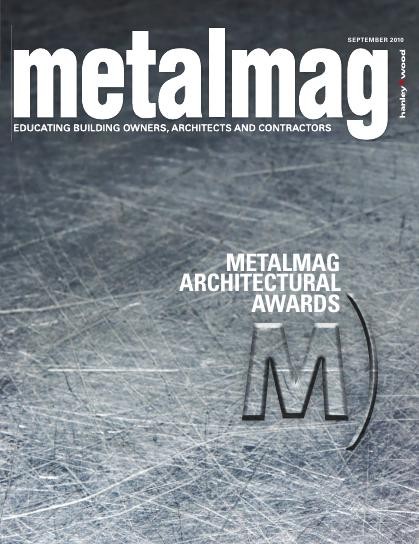 SEPTEMBER 2010
metalmag
hanley wood
EDUCATING BUILDING OWNERS, ARCHITECTS AND CONTRACTORS
METALMAG
ARCHITECTURAL
AWARDS
M)